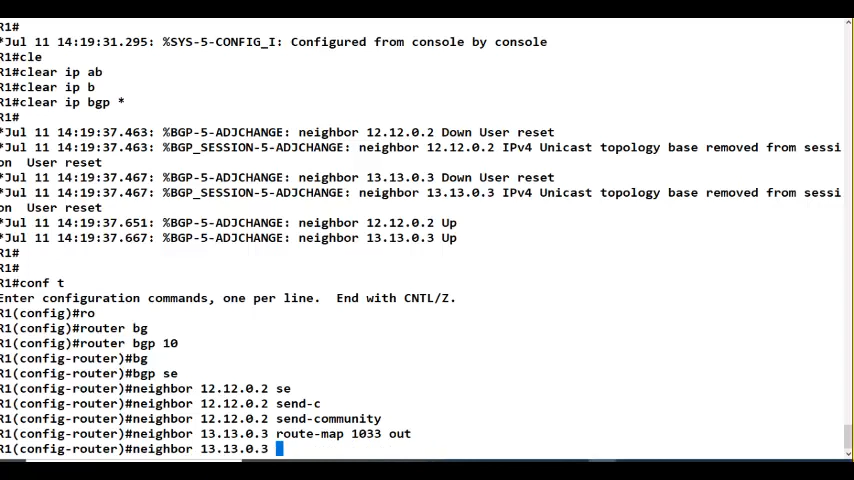 R1#
*Jul 11 14:19:31.295: %SYS-5-CONFIG_I: Configured from console by console
R1#cle
R1#clear ip ab
R1#clear ip b
R1#clear ip bgp *
R1#
*Jul 11 14:19:37.463: %BGP-5-ADJCHANGE: neighbor 12.12.0.2 Down User reset
*Jul 11 14:19:37.463: %BGP_SESSION-5-ADJCHANGE: neighbor 12.12.0.2 IPv4 Unicast topology base removed from sessi
on  User reset
*Jul 11 14:19:37.467: %BGP-5-ADJCHANGE: neighbor 13.13.0.3 Down User reset
*Jul 11 14:19:37.467: %BGP_SESSION-5-ADJCHANGE: neighbor 13.13.0.3 IPv4 Unicast topology base removed from sessi
on  User reset
*Jul 11 14:19:37.651: %BGP-5-ADJCHANGE: neighbor 12.12.0.2 Up
*Jul 11 14:19:37.667: %BGP-5-ADJCHANGE: neighbor 13.13.0.3 Up
R1#
R1#
R1#conf t
Enter configuration commands, one per line.  End with CNTL/Z.
R1(config)#ro
R1(config)#router bg
R1(config)#router bgp 10
R1(config-router)#bg
R1(config-router)#bgp se
R1(config-router)#neighbor 12.12.0.2 se
R1(config-router)#neighbor 12.12.0.2 send-c
R1(config-router)#neighbor 12.12.0.2 send-community
R1(config-router)#neighbor 13.13.0.3 route-map 1033 out
R1(config-router)#neighbor 13.13.0.3